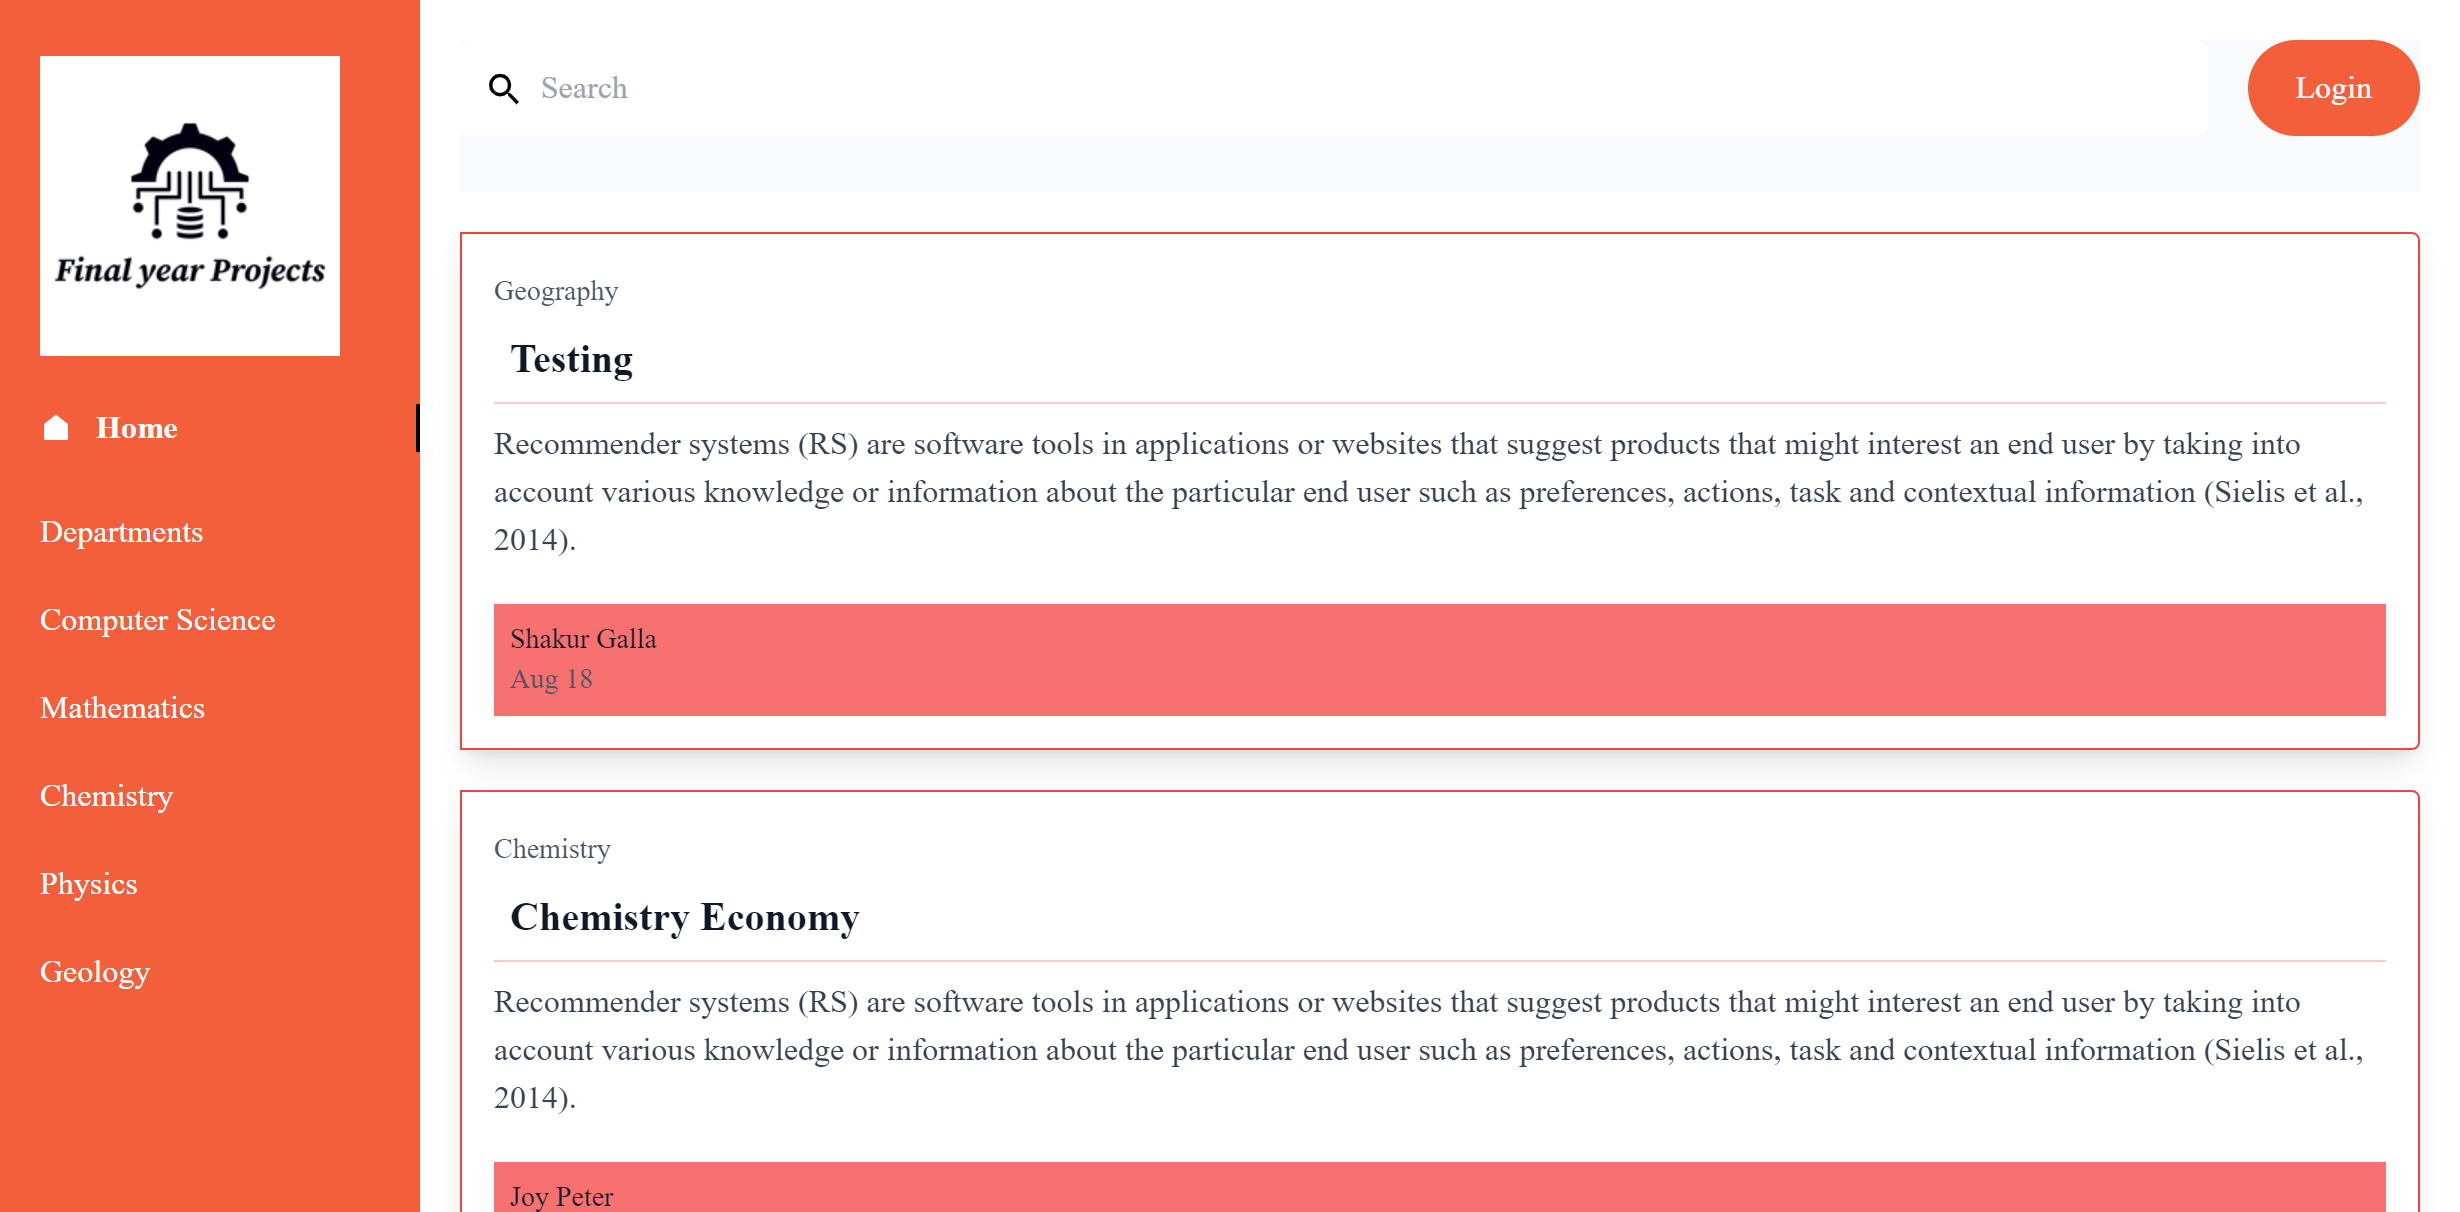 Final year Projects
Home
Departments
Computer Science
Mathematics
Chemistry
Physics
Geology
Search
Login
Geography
Testing
Recommender systems (RS) are software tools in applications or websites that suggest products that might interest an end user by taking into
account various knowledge or information about the particular end user such as preferences, actions, task and contextual information (Sielis et al.,
2014).
Shakur Galla
Aug 18
Chemistry
Chemistry Economy
Recommender systems (RS) are software tools in applications or websites that suggest products that might interest an end user by taking into
account various knowledge or information about the particular end user such as preferences, actions, task and contextual information (Sielis et al.,
2014).
Joy Peter